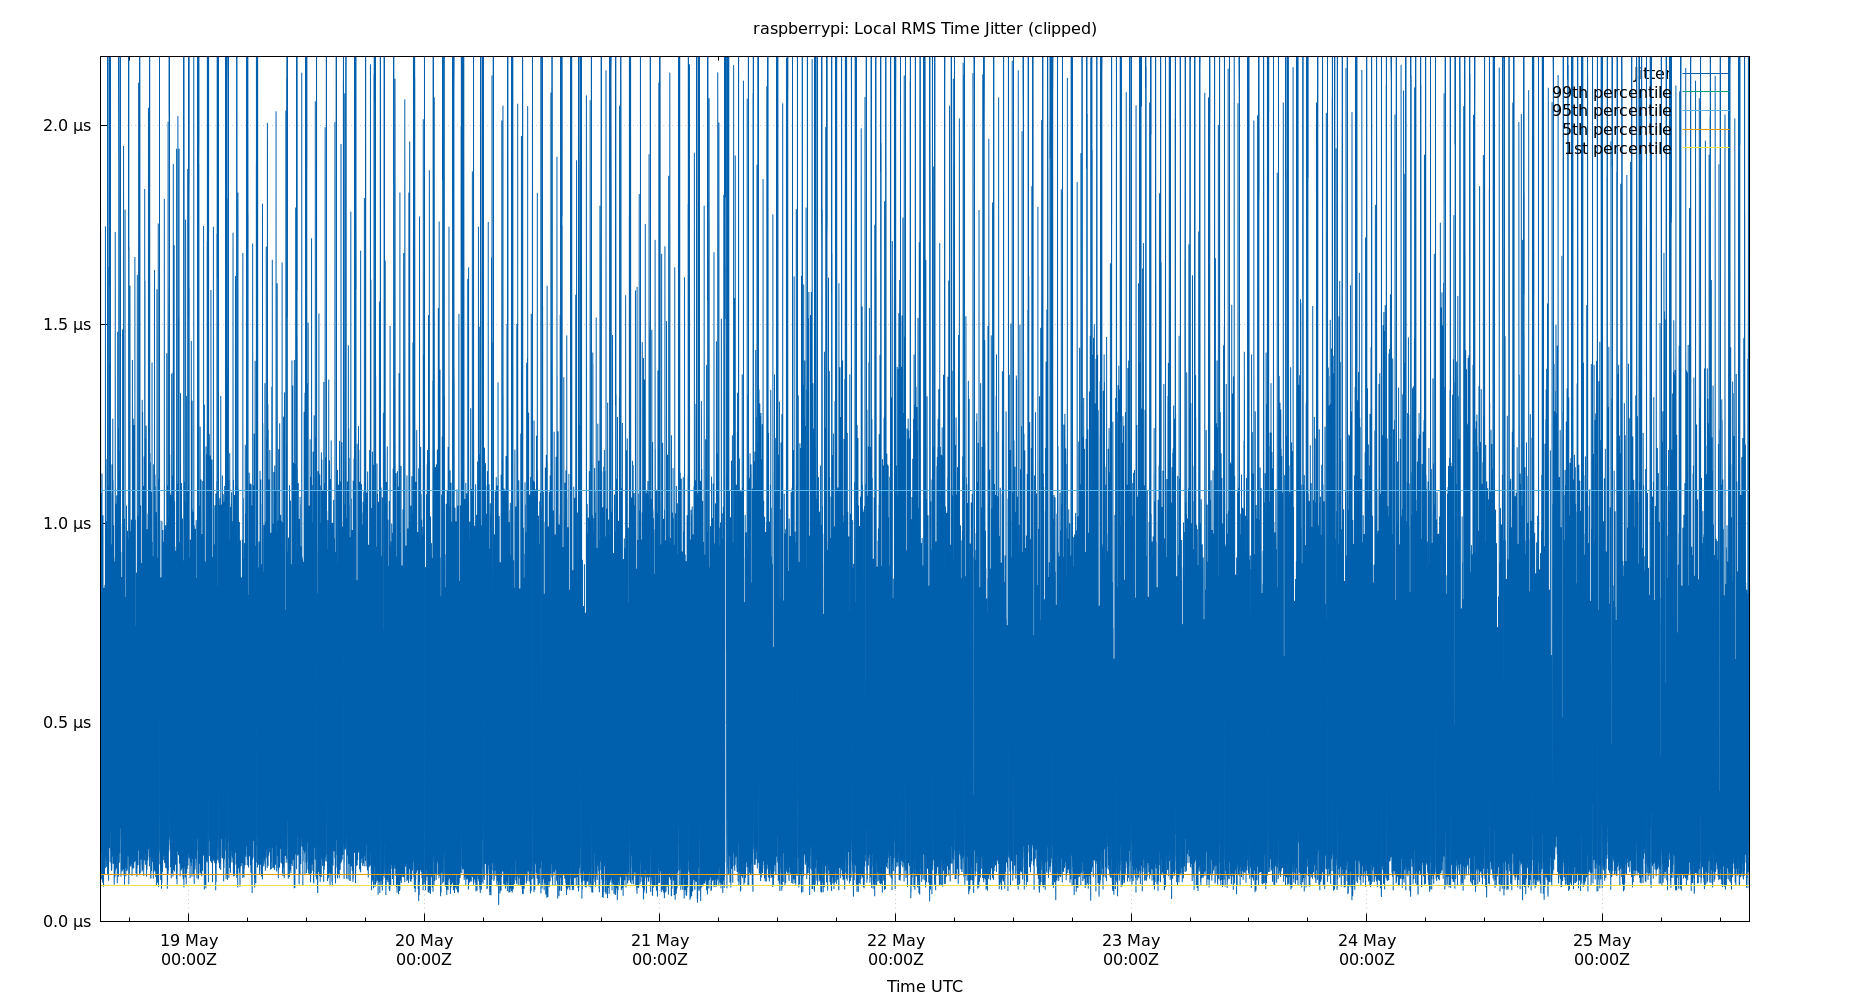 raspberrypi: Local RMS Time Jitter (clipped)
jitter
99th percentile
95th percentile
5th percentile
1st percentile
2.0 µs
1.5 µs
1.0 µs
0.5 µs
0.0 µs
19 May 20 May 21 May 22 May 23 May 24 May 25 May
00:00Z 00:00Z 00:00Z 00:00Z 00:00Z 00:00Z 00:00Z
Time UTC